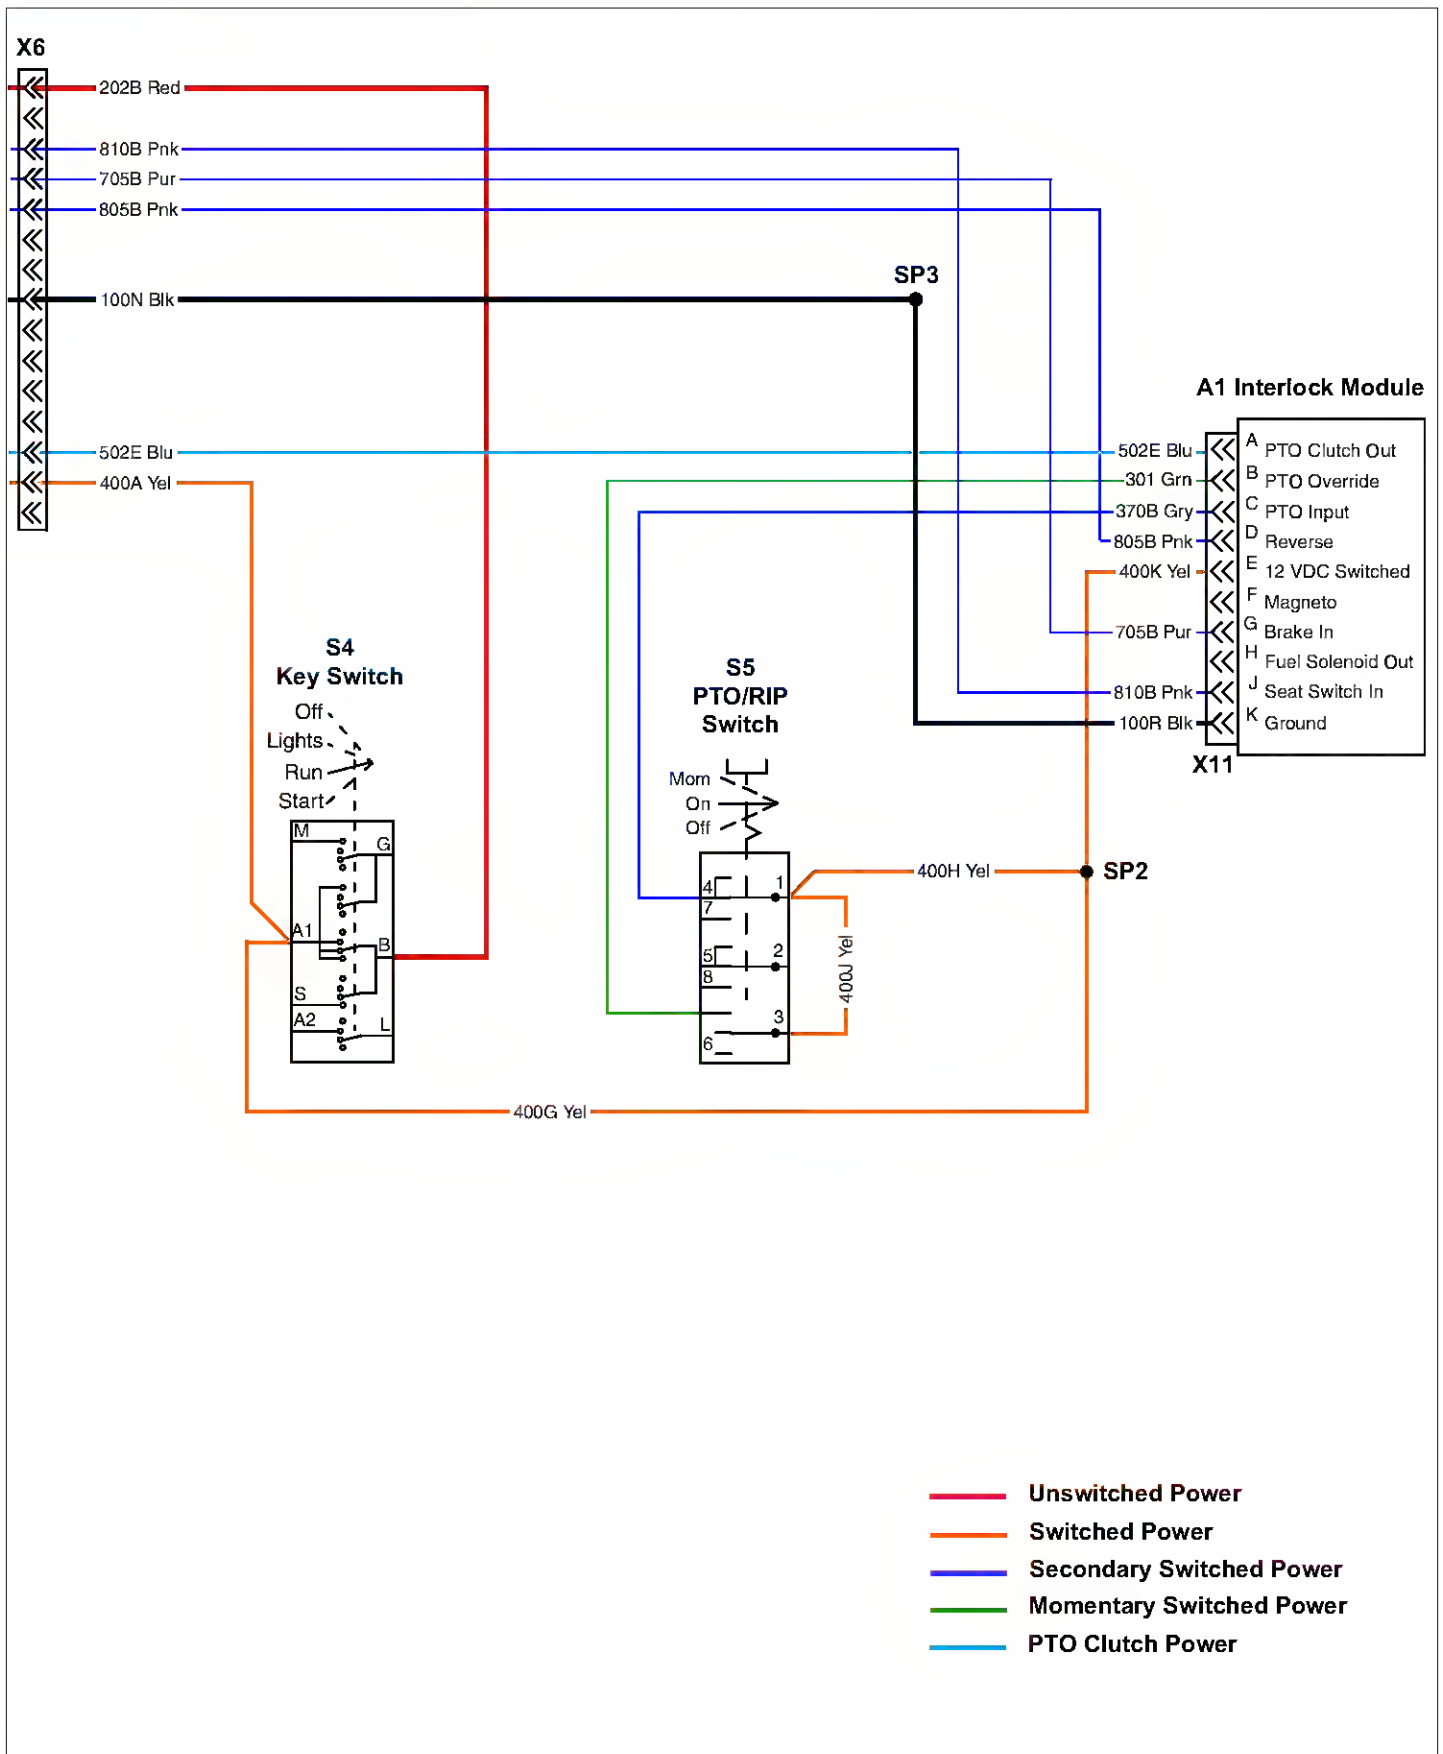 X6
202B Red
810B Pnk
705B Pur
805B Pnk
100N Blk
SP3
A1 Interlock Module
502E Blu
502E Blu
A
PTO Clutch Out
400A Yel
301 Grn
B
PTO Override
370B Gry
C
PTO Input
805B Pnk
D
Reverse
400K Yel
E
12 VDC Switched
F
Magneto
705B Pur
G
Brake In
H
Fuel Solenoid Out
810B Pnk
J
Seat Switch In
100R Blk
K
Ground
X11
S4
Key Switch
Off
Lights
Run
Start
M
G
A1
B
S
A2
L
S5
PTO/RIP
Switch
Mom
On
Off
4
1
7
5
2
8
3
6
400H Yel
SP2
400J Yel
400G Yel
Unswitched Power
Switched Power
Secondary Switched Power
Momentary Switched Power
PTO Clutch Power